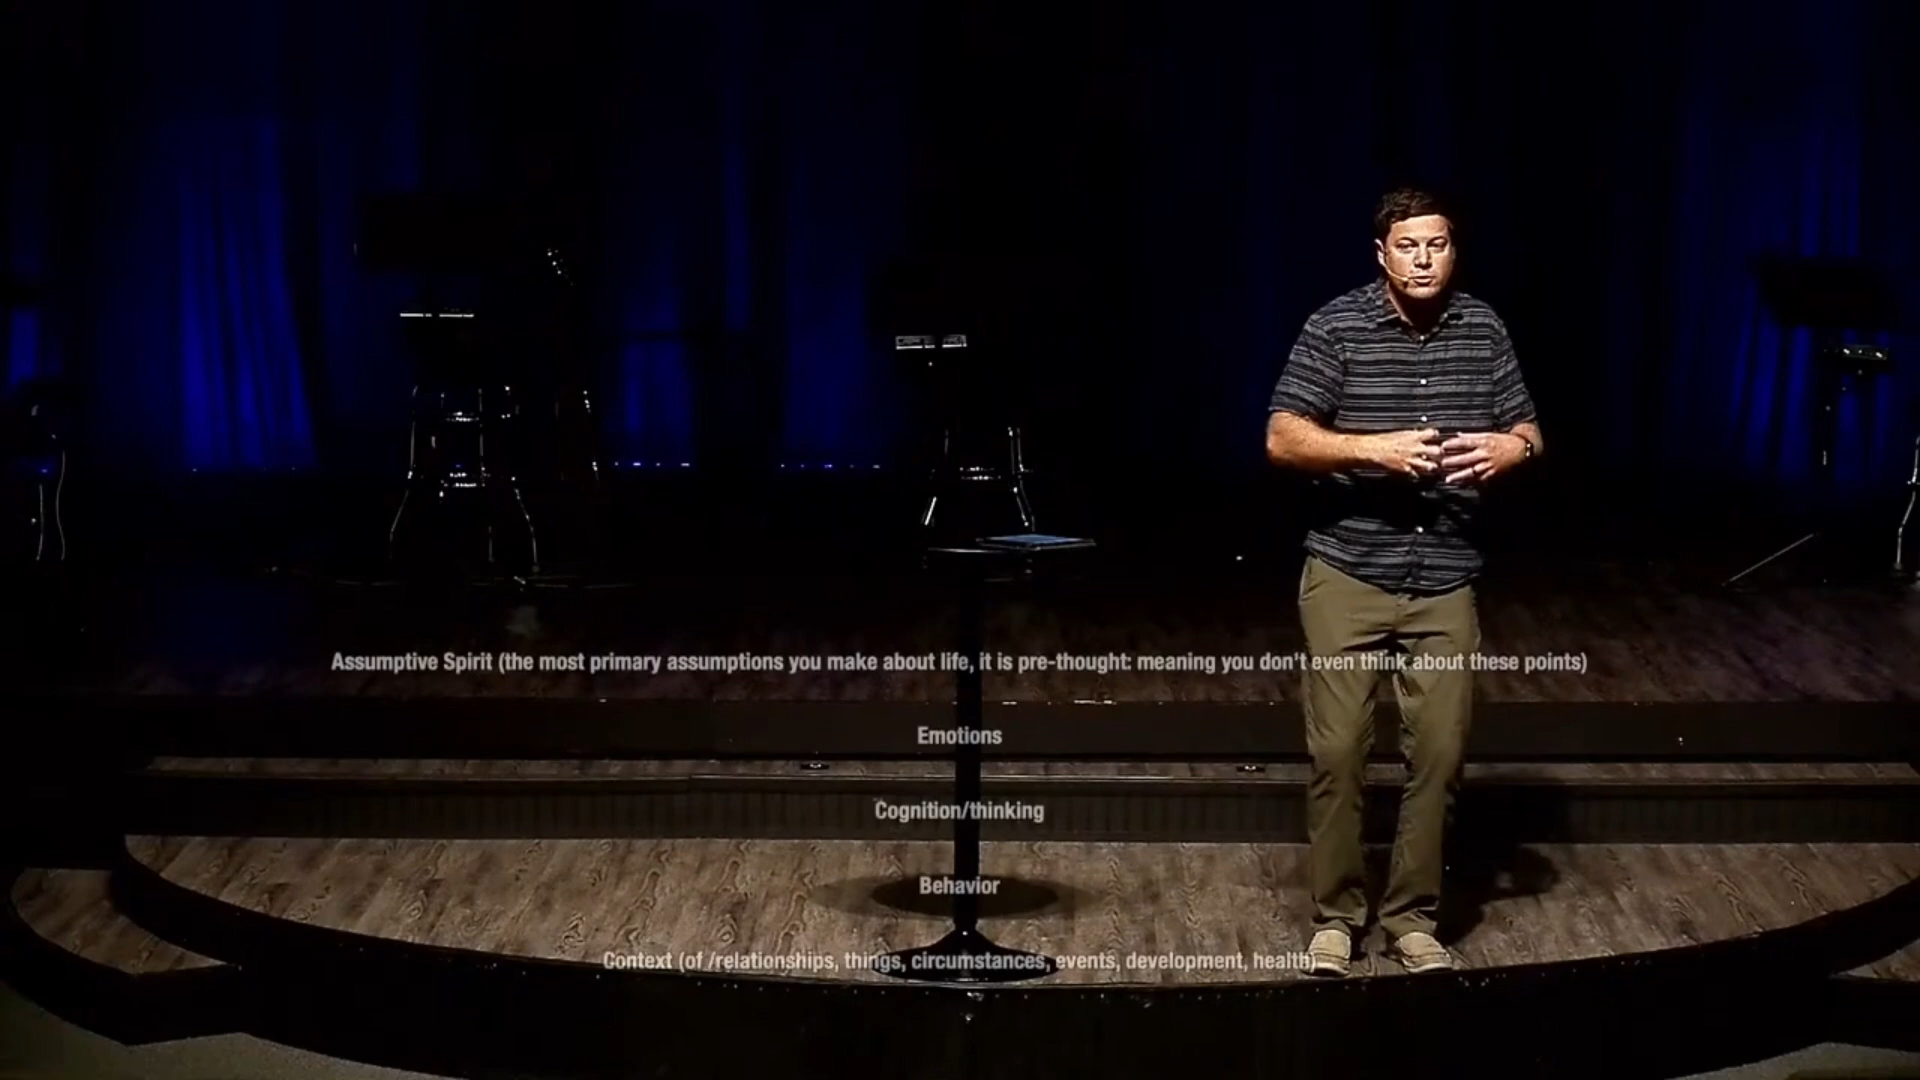 Assumptive Spirit (the most primary assumptions you make about life, it is pre-thought: meaning you don't even think about these points)
Emotions
Cognition/thinking
Behavior
Context (of /relationships, things, circumstances, events, development, health)